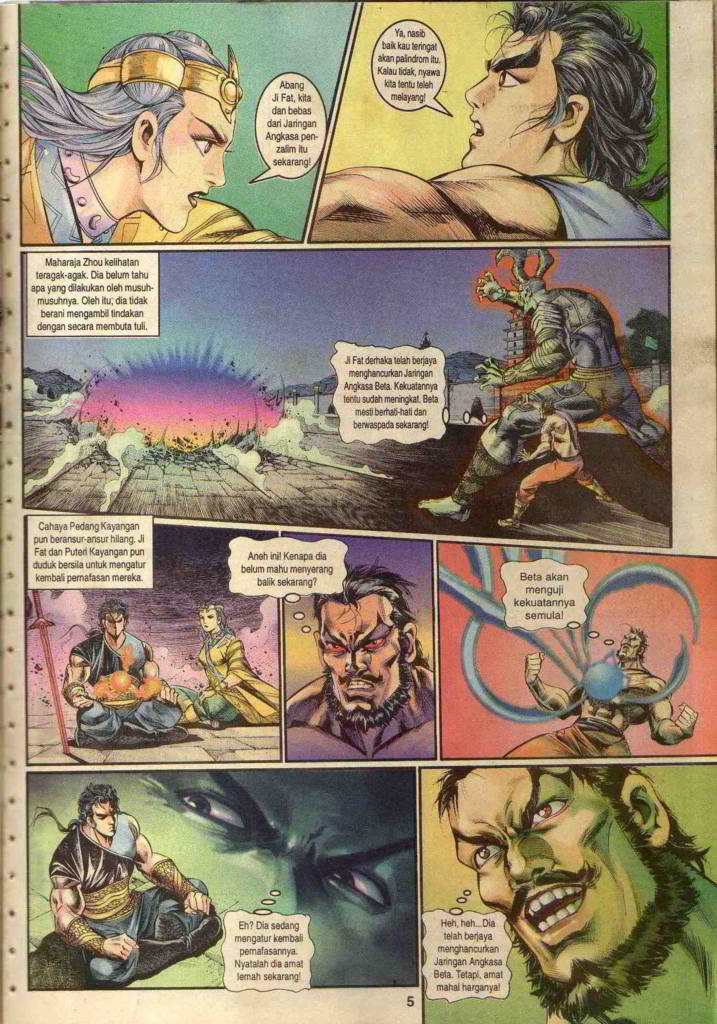 Abang
Ji Fat, kita
dan bebas
dari Jaringan
Angkasa pen-
zalim itu
sekarang!
Ya, nasib
baik kau teringat
akan palindrom itu.
Kalau tidak, nyawa
kita tentu teleh
melayang!
Maharaja Zhou kelihatan
teragak-agak. Dia belum tahu
apa yang dilakukan oleh musuh-
musuhnya. Oleh itu; dia tidak
berani mengambil tindakan
dengan secara membuta tuli.
Ji Fat derhaka telah berjaya
menghancurkan Jaringan
Angkasa Beta. Kekuatannya
tentu sudah meningkat. Beta
mesti berhati-hati dan
berwaspada sekarang!
Cahaya Pedang Kayangan
pun beransur-ansur hilang. Ji
Fat dan Puteri Kayangan pun
duduk bersila untuk mengatur
kembali pernafasan mereka.
Aneh ini! Kenapa dia
belum mahu menyerang
balik sekarang?
Beta akan
menguji
kekuatannya
semula!
Eh? Dia sedang
mengatur kembali
pernafasannya.
Nyatalah dia amat
lemah sekarang!
Heh, heh...Dia
telah berjaya
menghancurkan
Jaringan Angkasa
Beta. Tetapi, amat
mahal harganya!
5